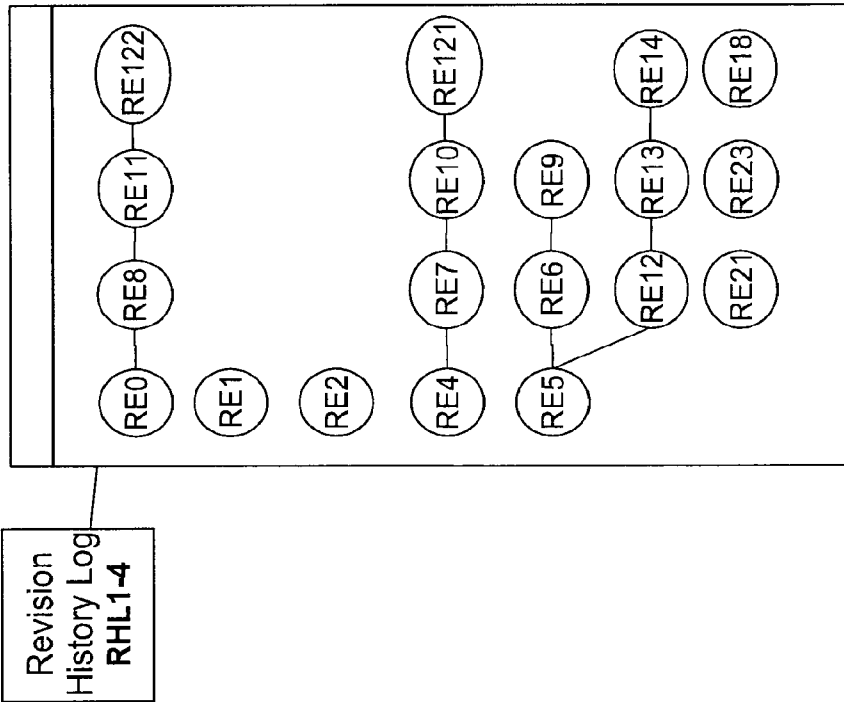 Revision
History Log
RHL1-4
RE0
RE8
RE11
RE122
RE1
RE2
RE4
RE7
RE10
RE121
RE5
RE6
RE9
RE12
RE13
RE14
RE21
RE23
RE18